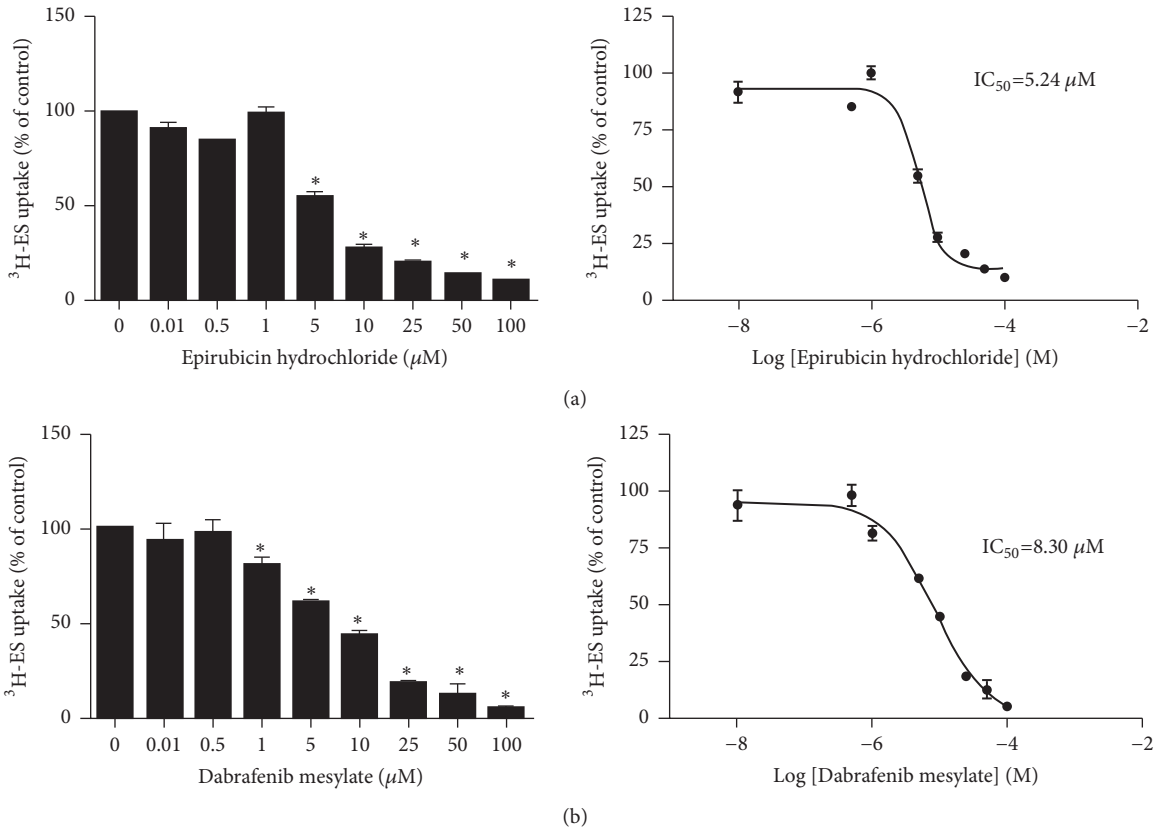 150
100
50
0
³H-ES uptake (% of control)
* * * * *
0 0.01 0.5 1 5 10 25 50 100
Epirubicin hydrochloride (μM)
125
100
75
50
25
0
³H-ES uptake (% of control)
IC₅₀=5.24 μM
−8 −6 −4 −2
Log [Epirubicin hydrochloride] (M)
(a)
150
100
50
0
³H-ES uptake (% of control)
* * * * * *
0 0.01 0.5 1 5 10 25 50 100
Dabrafenib mesylate (μM)
125
100
75
50
25
0
³H-ES uptake (% of control)
IC₅₀=8.30 μM
−8 −6 −4 −2
Log [Dabrafenib mesylate] (M)
(b)